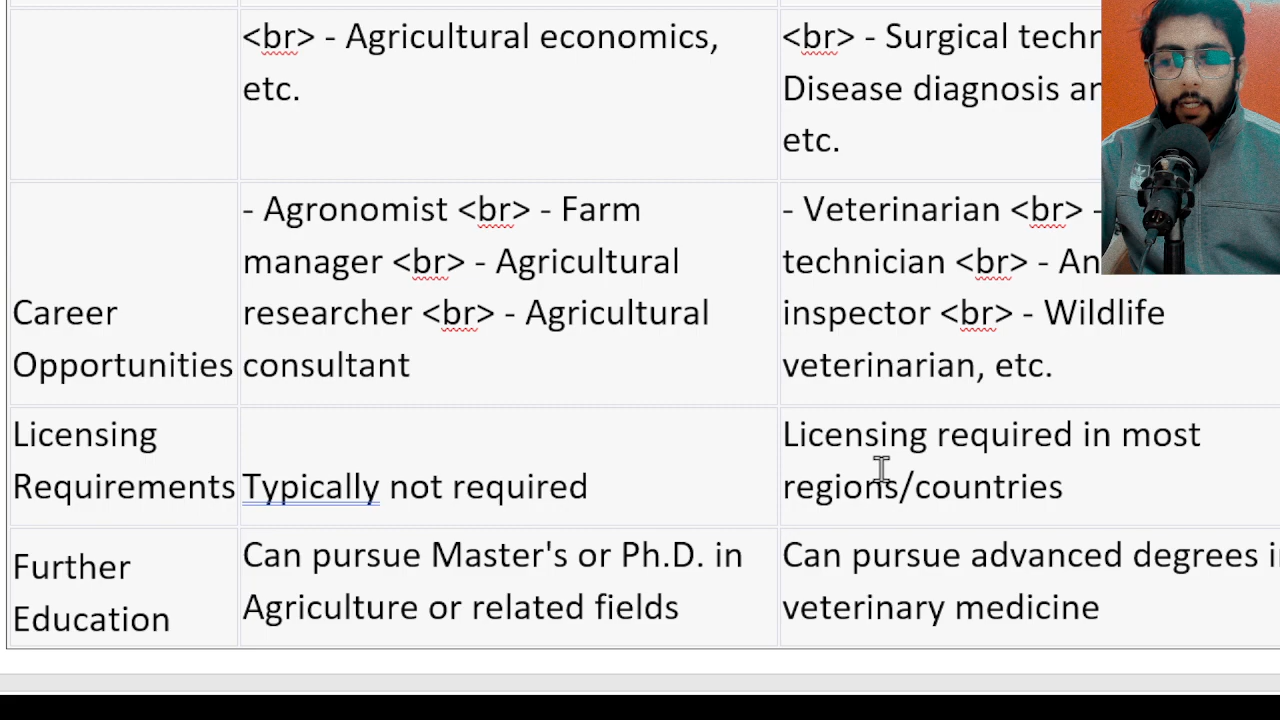 <br> - Agricultural economics,
etc.
<br> - Surgical
Disease diagnosis
etc.
Career
Opportunities
- Agronomist <br> - Farm
manager <br> - Agricultural
researcher <br> - Agricultural
consultant
- Veterinarian <br> -
technician <br> -
inspector <br> - Wildlife
veterinarian, etc.
Licensing
Requirements
Typically not required
Licensing required in most
regions/countries
Further
Education
Can pursue Master's or Ph.D. in
Agriculture or related fields
Can pursue advanced degrees
veterinary medicine